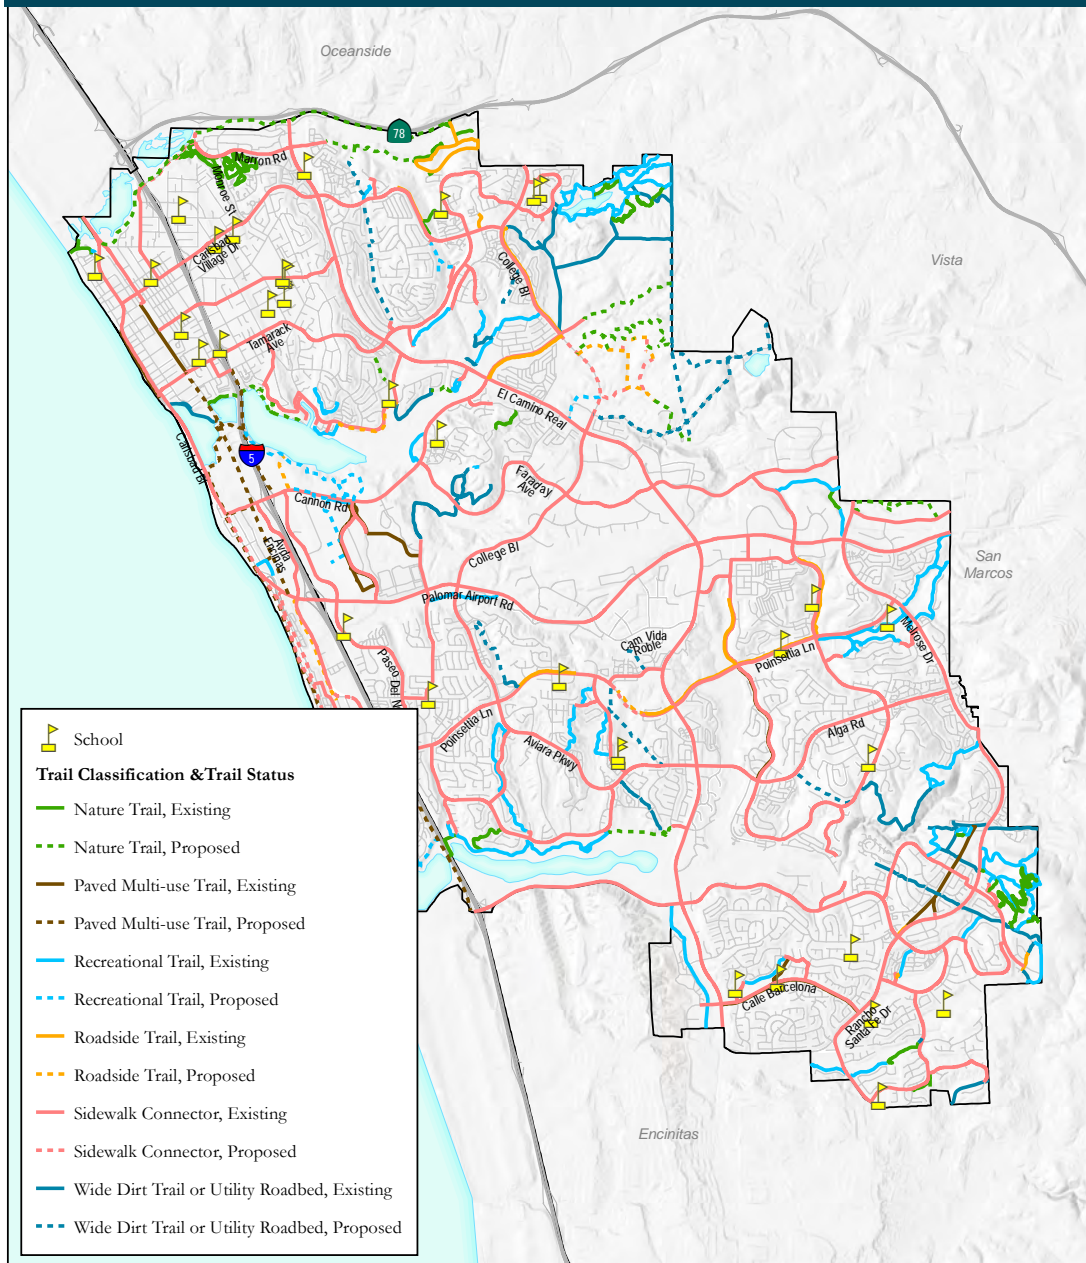 Oceanside
78
Marron Rd
Monroe St
Carlsbad
Village Dr
Vista
College Bl
Tamarack
Ave
El Camino Real
Carlsbad Bl
5
Faraday
Ave
Cannon Rd
Avda
Encinas
College Bl
San
Marcos
Palomar Airport Rd
Cam Vida
Roble
Melrose Dr
Poinsettia Ln
Paseo Del N
Poinsettia Ln
Aviara Pkwy
Alga Rd
School
Trail Classification &Trail Status
Nature Trail, Existing
Nature Trail, Proposed
Paved Multi-use Trail, Existing
Paved Multi-use Trail, Proposed
Recreational Trail, Existing
Recreational Trail, Proposed
Roadside Trail, Existing
Roadside Trail, Proposed
Sidewalk Connector, Existing
Sidewalk Connector, Proposed
Wide Dirt Trail or Utility Roadbed, Existing
Wide Dirt Trail or Utility Roadbed, Proposed
Calle Barcelona
Rancho
Santa Fe Dr
Encinitas